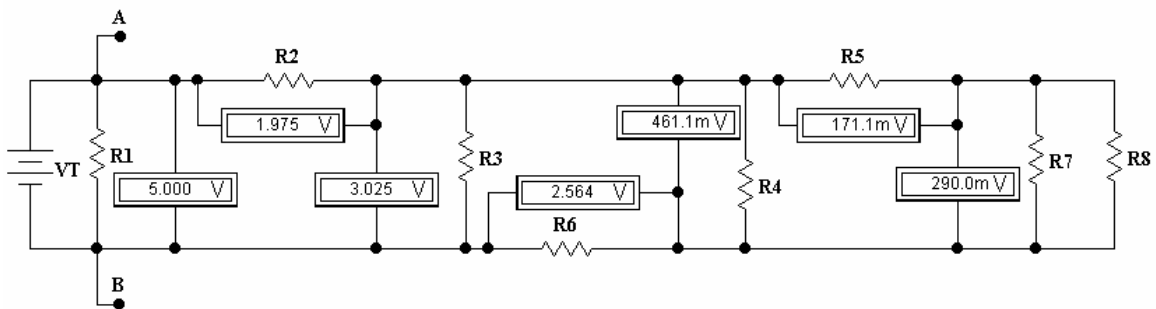 A
R2
R5
1.975 V
461.1m V
171.1m V
VT
R1
R3
R4
R7
R8
5.000 V
3.025 V
2.564 V
290.0m V
R6
B